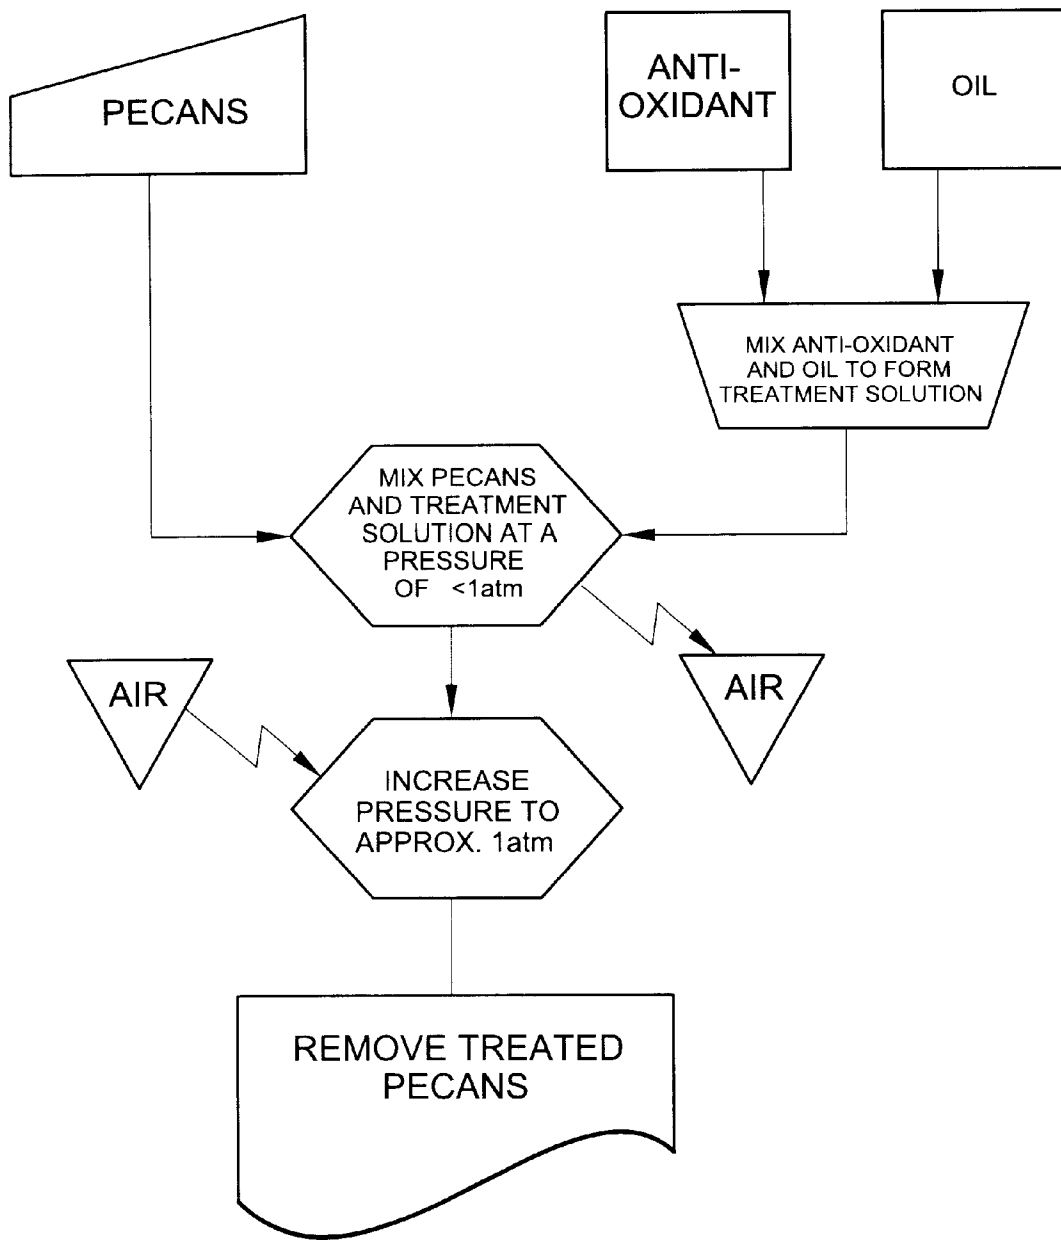 PECANS
ANTI-
OXIDANT
OIL
MIX ANTI-OXIDANT
AND OIL TO FORM
TREATMENT SOLUTION
MIX PECANS
AND TREATMENT
SOLUTION AT A
PRESSURE
OF <1atm
AIR
AIR
INCREASE
PRESSURE TO
APPROX. 1atm
REMOVE TREATED
PECANS